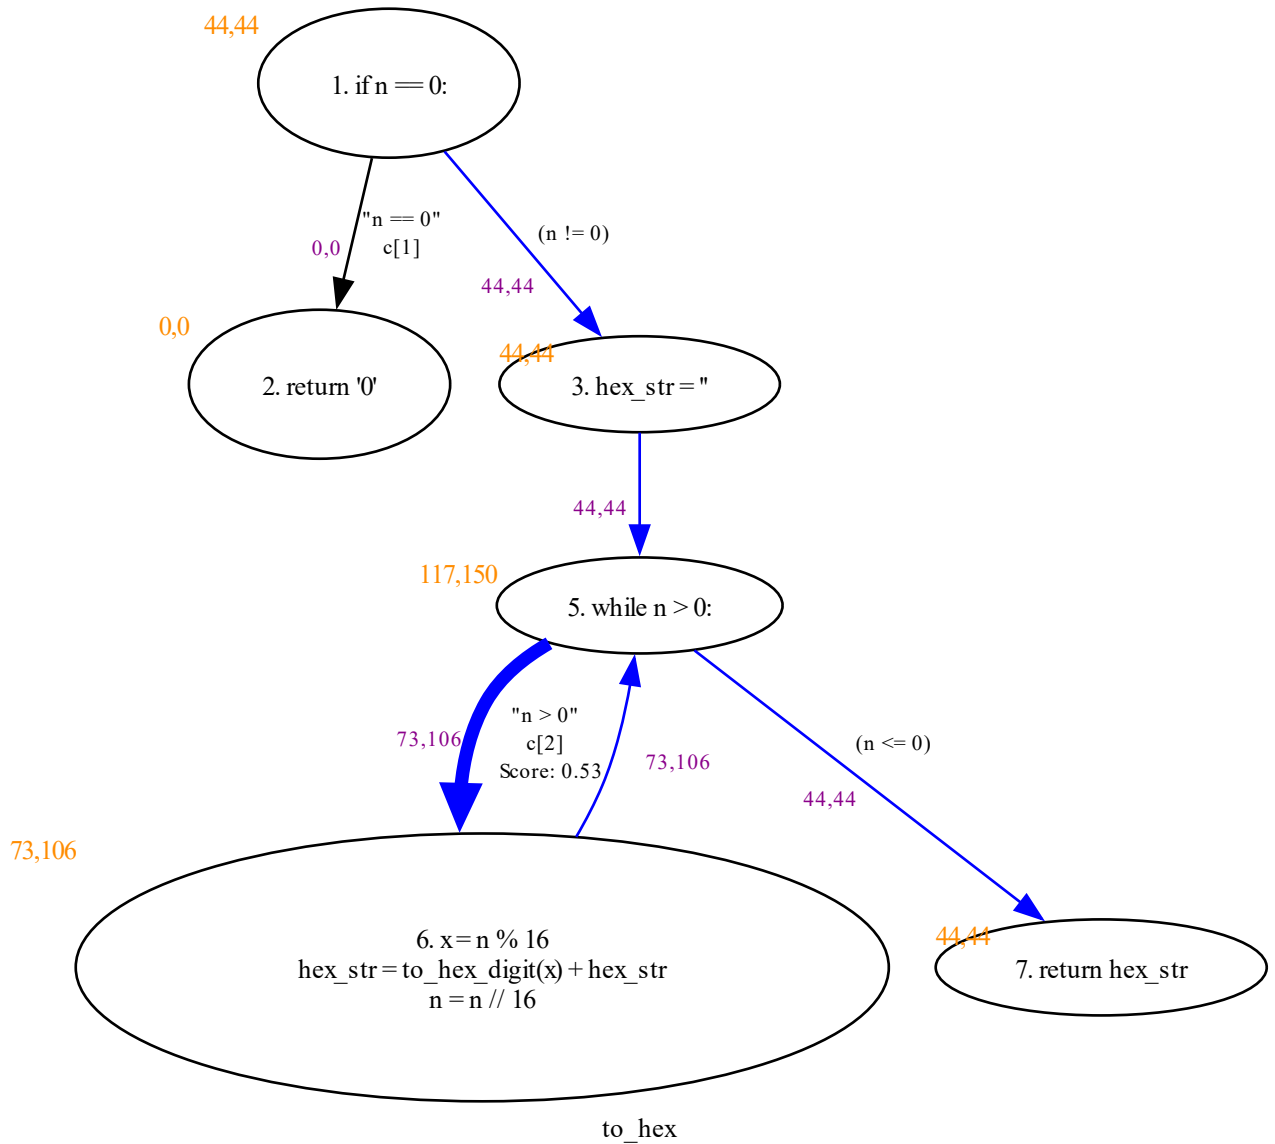 44,44
1. if n == 0:
"n == 0"
c[1]
0,0
(n != 0)
44,44
0,0
2. return '0'
44,44
3. hex_str = ''
44,44
117,150
5. while n > 0:
73,106
"n > 0"
c[2]
Score: 0.53
73,106
(n <= 0)
44,44
73,106
6. x = n % 16
hex_str = to_hex_digit(x) + hex_str
n = n // 16
44,44
7. return hex_str
to_hex